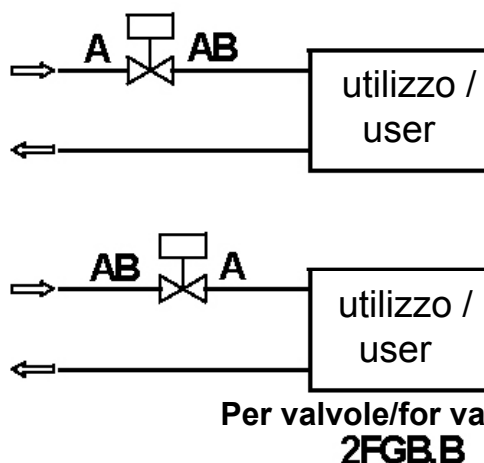 A AB
utilizzo /
user
AB A
utilizzo /
user
Per valvole/for va
2FGB.B